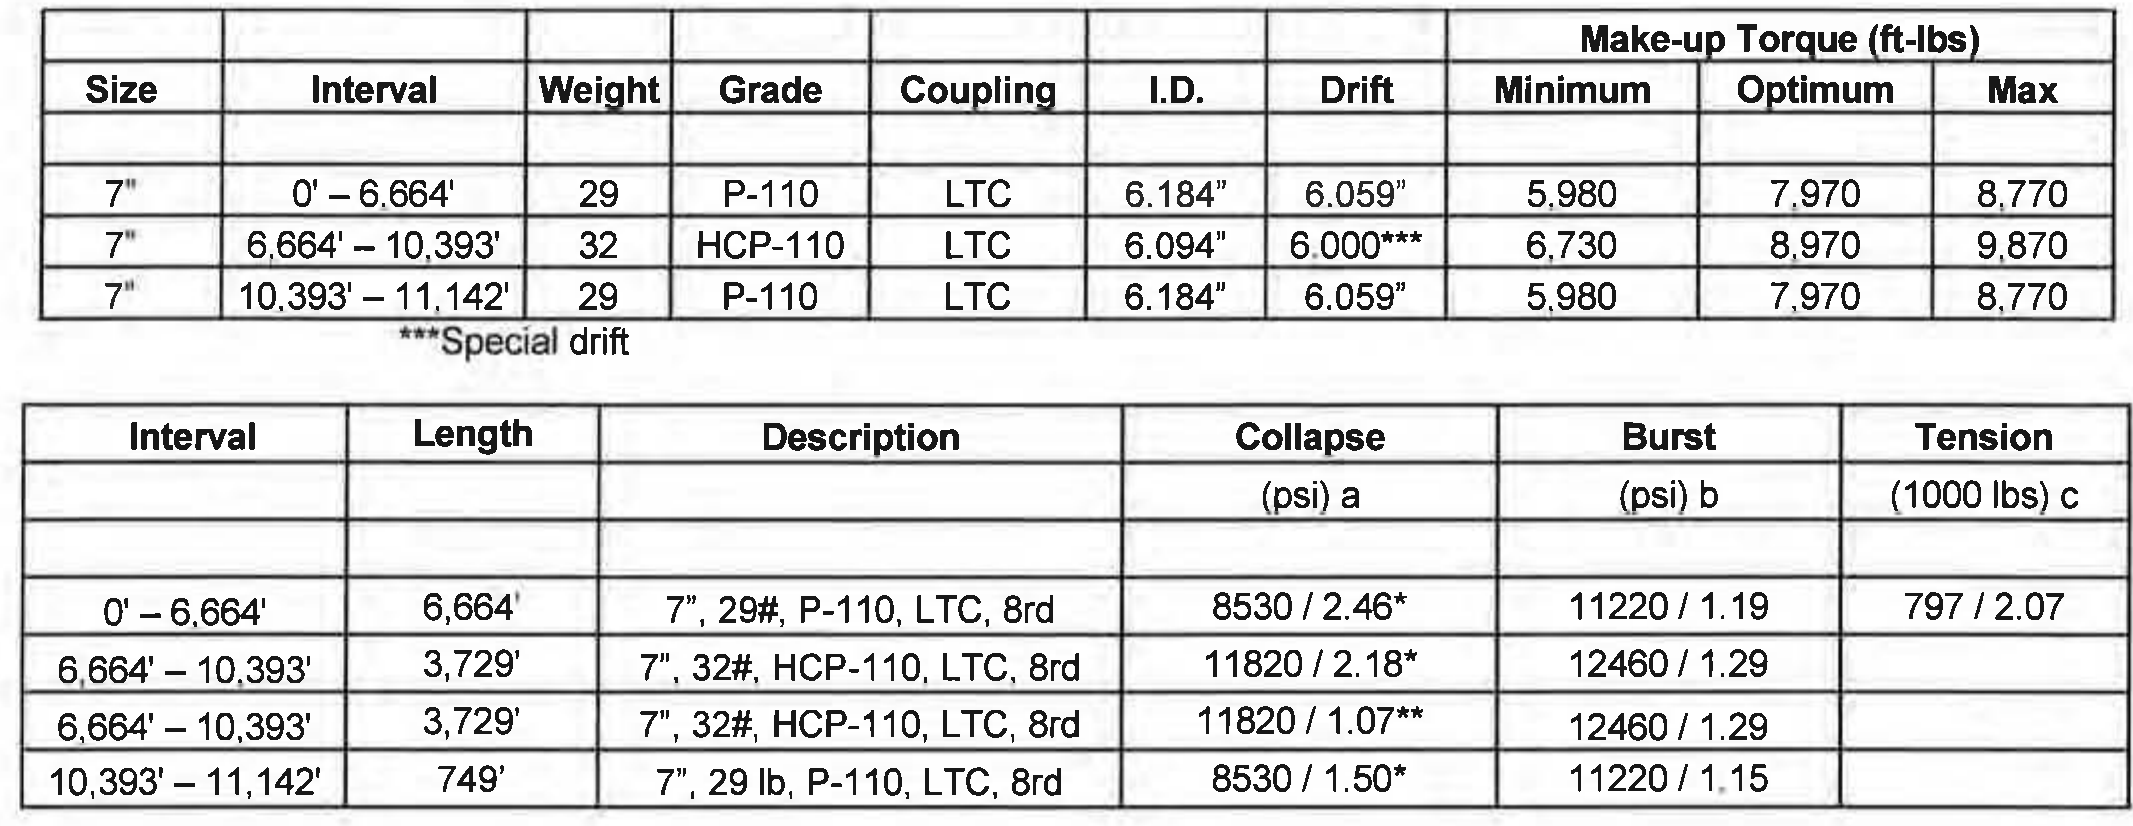 Make-up Torque (ft-lbs)
Size Interval Weight Grade Coupling I.D. Drift Minimum Optimum Max
7" 0' – 6,664' 29 P-110 LTC 6.184" 6.059" 5,980 7,970 8,770
7" 6,664' – 10,393' 32 HCP-110 LTC 6.094" 6.000*** 6,730 8,970 9,870
7" 10,393' – 11,142' 29 P-110 LTC 6.184" 6.059" 5,980 7,970 8,770
***Special drift
Interval Length Description Collapse Burst Tension
(psi) a (psi) b (1000 lbs) c
0' – 6,664' 6,664' 7", 29#, P-110, LTC, 8rd 8530 / 2.46* 11220 / 1.19 797 / 2.07
6,664' – 10,393' 3,729' 7", 32#, HCP-110, LTC, 8rd 11820 / 2.18* 12460 / 1.29
6,664' – 10,393' 3,729' 7", 32#, HCP-110, LTC, 8rd 11820 / 1.07** 12460 / 1.29
10,393' – 11,142' 749' 7", 29 lb, P-110, LTC, 8rd 8530 / 1.50* 11220 / 1.15